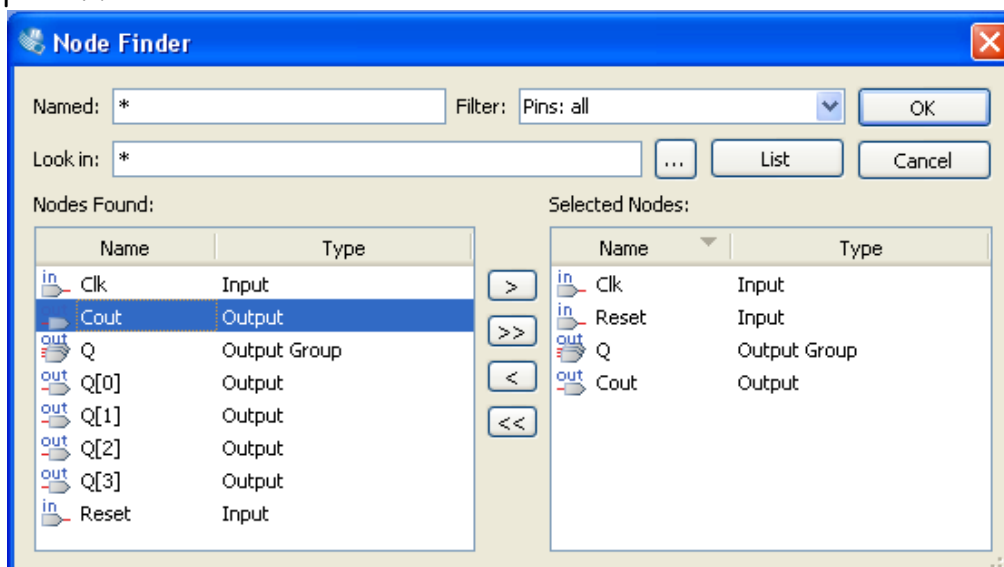 Node Finder
Named: * Filter: Pins: all OK
Look in: * ... List Cancel
Nodes Found: Selected Nodes:
Name Type Name Type
in Clk Input > in Clk Input
Cout Output >> in Reset Input
out Q Output Group out Q Output Group
out Q[0] Output < out Cout Output
out Q[1] Output <<
out Q[2] Output
out Q[3] Output
in Reset Input